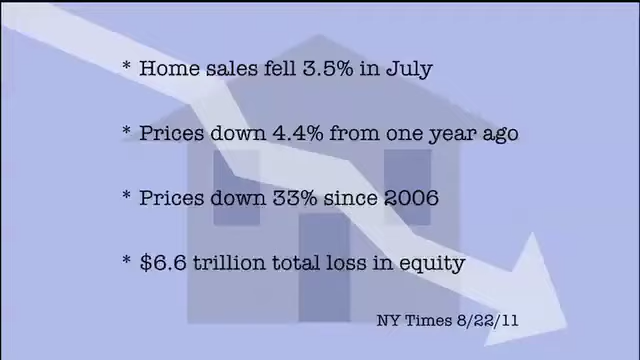 * Home sales fell 3.5% in July
* Prices down 4.4% from one year ago
* Prices down 33% since 2006
* $6.6 trillion total loss in equity
NY Times 8/22/11